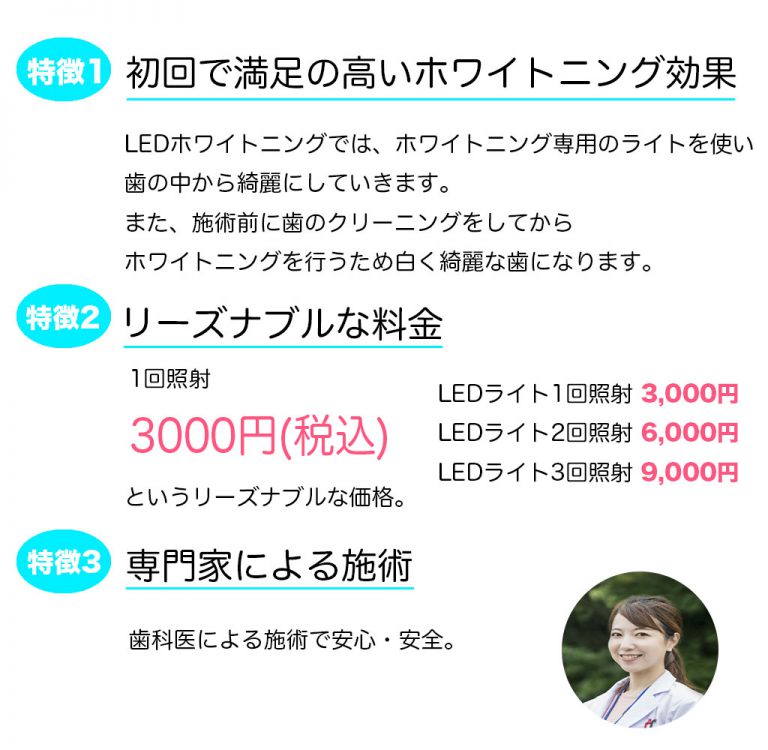 特徴1 初回で満足の高いホワイトニング効果
LEDホワイトニングでは、ホワイトニング専用のライトを使い
歯の中から綺麗にしていきます。
また、施術前に歯のクリーニングをしてから
ホワイトニングを行うため白く綺麗な歯になります。
特徴2 リーズナブルな料金
1回照射
3000円(税込)
というリーズナブルな価格。
LEDライト1回照射 3,000円
LEDライト2回照射 6,000円
LEDライト3回照射 9,000円
特徴3 専門家による施術
歯科医による施術で安心・安全。